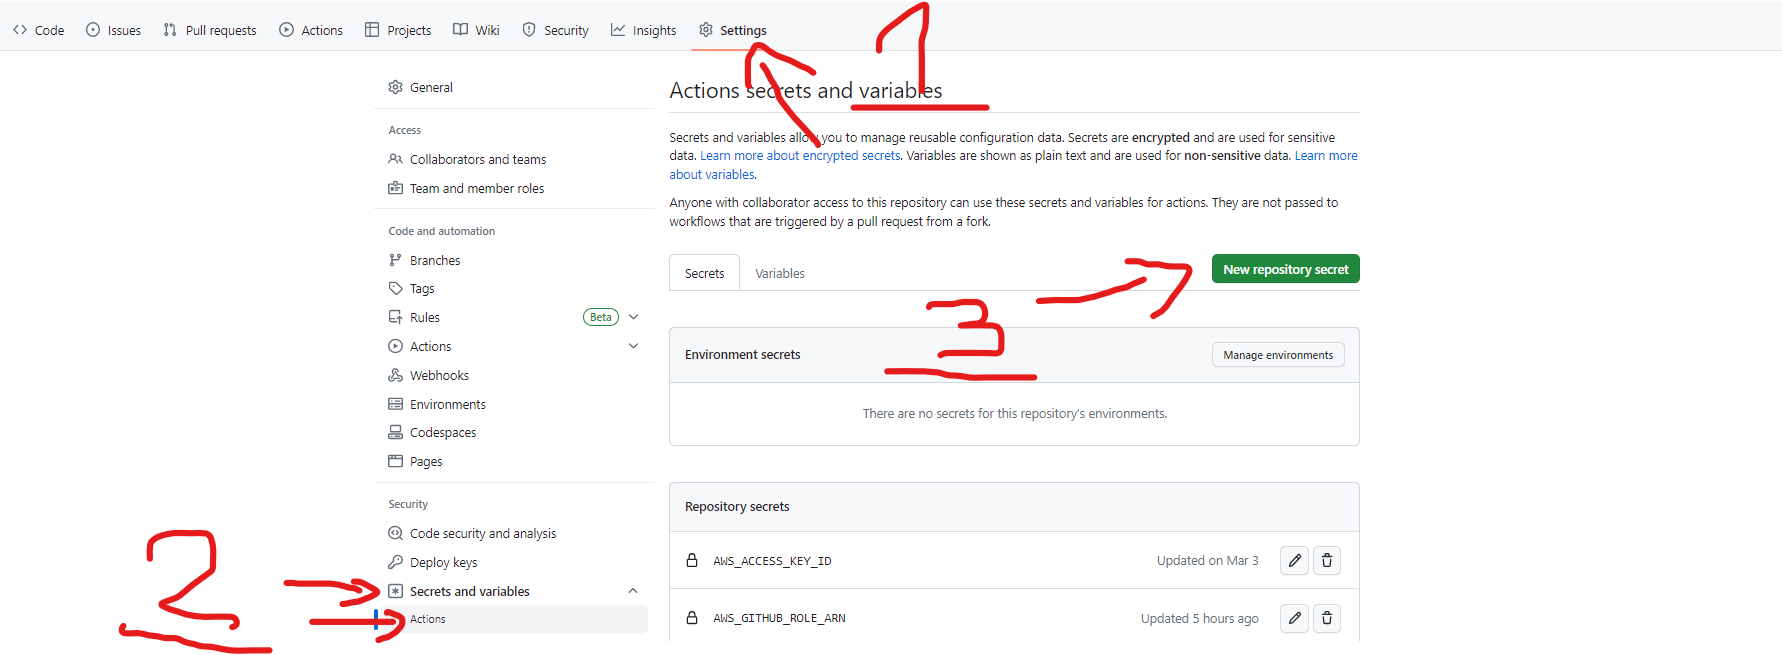 Code Issues Pull requests Actions Projects Wiki Security Insights Settings
1
General
Access
Collaborators and teams
Team and member roles
Code and automation
Branches
Tags
Rules Beta
Actions
Webhooks
Environments
Codespaces
Pages
Security
Code security and analysis
Deploy keys
Secrets and variables
Actions
2
Actions secrets and variables
Secrets and variables allow you to manage reusable configuration data. Secrets are encrypted and are used for sensitive
data. Learn more about encrypted secrets. Variables are shown as plain text and are used for non-sensitive data. Learn more
about variables.
Anyone with collaborator access to this repository can use these secrets and variables for actions. They are not passed to
workflows that are triggered by a pull request from a fork.
Secrets Variables New repository secret
3
Environment secrets Manage environments
There are no secrets for this repository's environments.
Repository secrets
AWS_ACCESS_KEY_ID Updated on Mar 3
AWS_GITHUB_ROLE_ARN Updated 5 hours ago